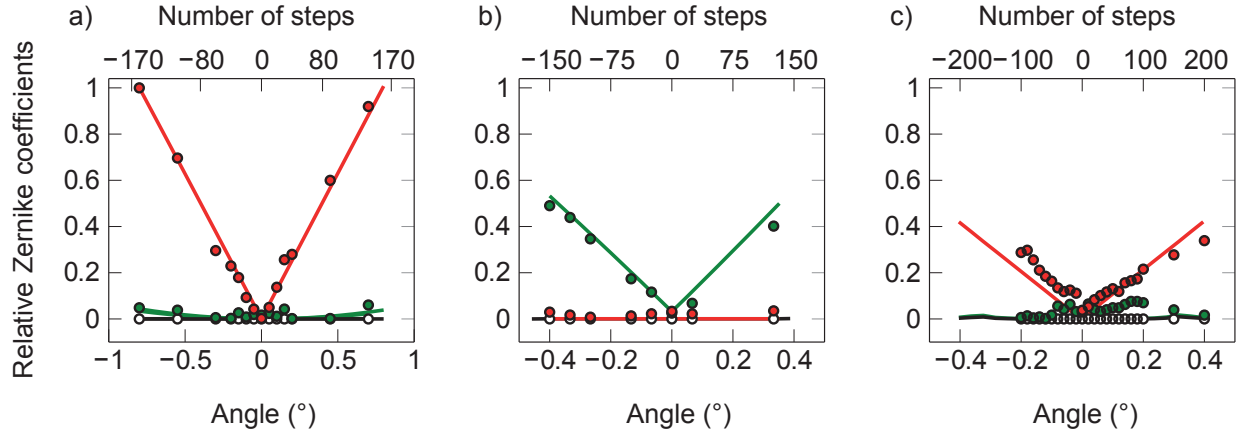 a) Number of steps b) Number of steps c) Number of steps
−170 −60 0 80 170 −150 −75 0 75 150 −200 −100 0 100 200
1 1 1
0.8 0.8 0.8
0.6 0.6 0.6
0.4 0.4 0.4
0.2 0.2 0.2
0 0 0
−1 −0.5 0 0.5 1 −0.4 −0.2 0 0.2 0.4 −0.4 −0.2 0 0.2 0.4
Angle (°) Angle (°) Angle (°)
Relative Zernike coefficients